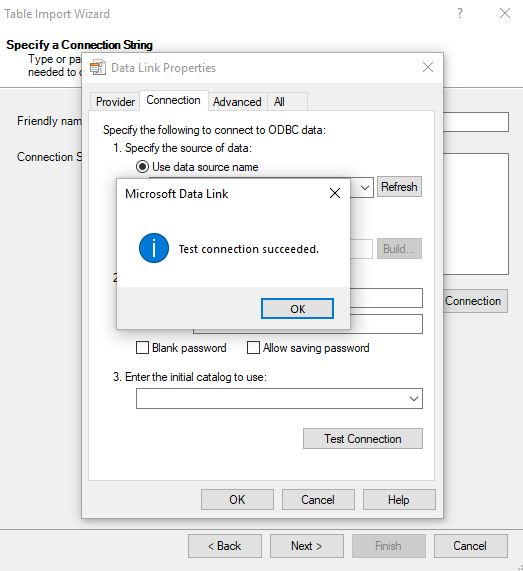 Table Import Wizard
?
Specify a Connection String
Type or pa
needed to c
Data Link Properties
Provider
Connection
Advanced
All
Friendly nam
Connection S
Specify the following to connect to ODBC data:
1. Specify the source of data:
Use data source name
Refresh
Microsoft Data Link
Test connection succeeded.
OK
Build...
2
Connection
Blank password
Allow saving password
3. Enter the initial catalog to use:
Test Connection
OK
Cancel
Help
< Back
Next >
Finish
Cancel